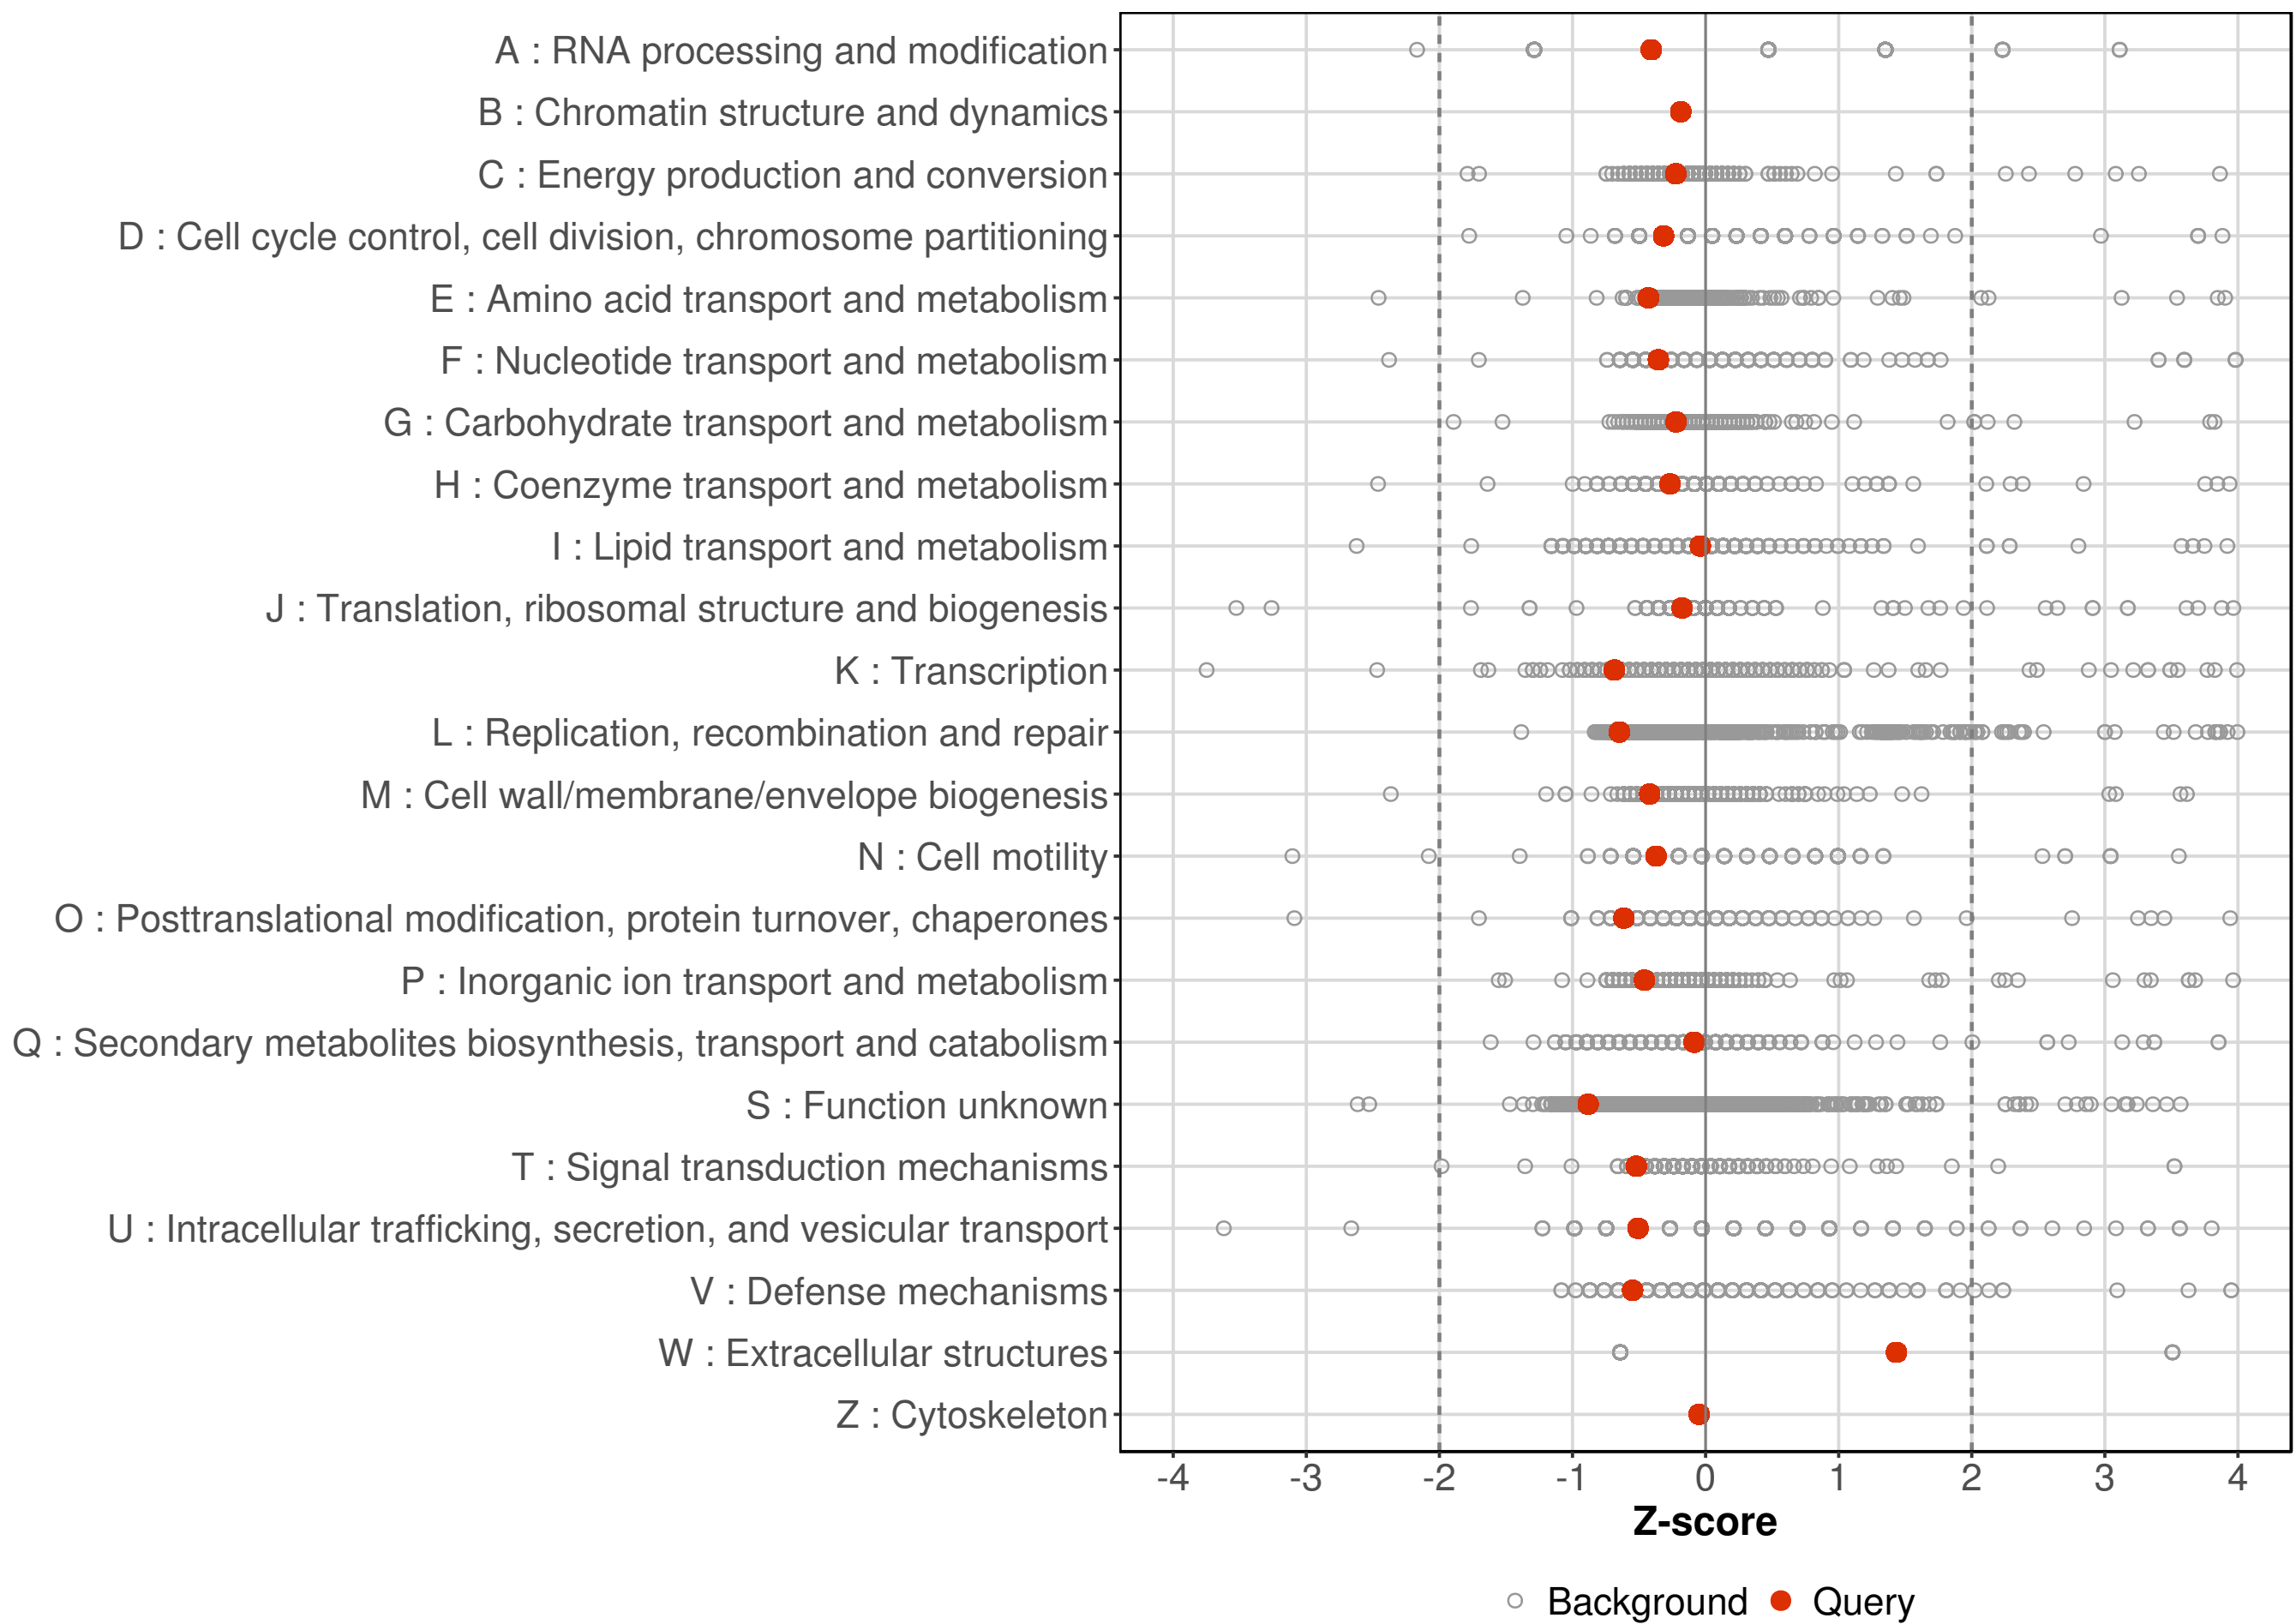 A : RNA processing and modification
B : Chromatin structure and dynamics
C : Energy production and conversion
D : Cell cycle control, cell division, chromosome partitioning
E : Amino acid transport and metabolism
F : Nucleotide transport and metabolism
G : Carbohydrate transport and metabolism
H : Coenzyme transport and metabolism
I : Lipid transport and metabolism
J : Translation, ribosomal structure and biogenesis
K : Transcription
L : Replication, recombination and repair
M : Cell wall/membrane/envelope biogenesis
N : Cell motility
O : Posttranslational modification, protein turnover, chaperones
P : Inorganic ion transport and metabolism
Q : Secondary metabolites biosynthesis, transport and catabolism
S : Function unknown
T : Signal transduction mechanisms
U : Intracellular trafficking, secretion, and vesicular transport
V : Defense mechanisms
W : Extracellular structures
Z : Cytoskeleton
-4 -3 -2 -1 0 1 2 3 4
Z-score
Background Query